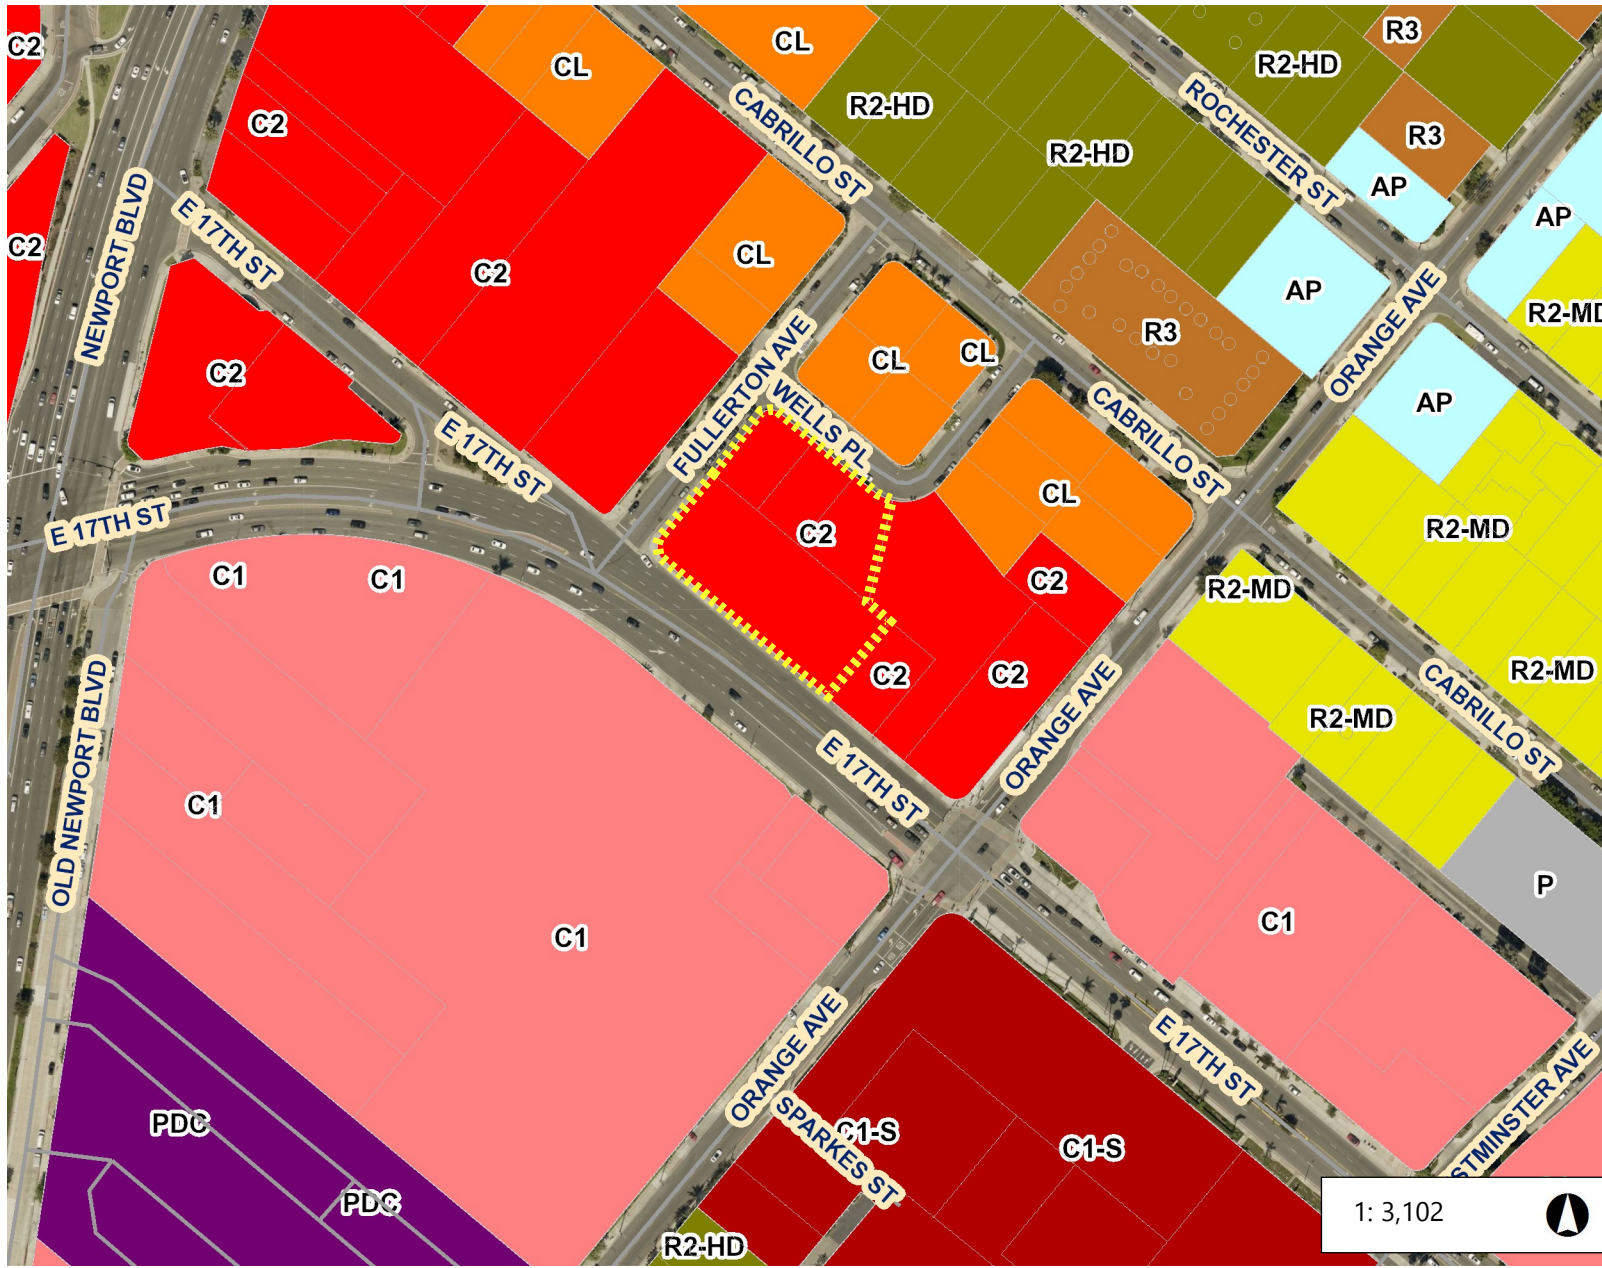 C2
CL
CL
R3
R2-HD
R2-HD
C2
CABRILLO ST
ROCHESTER ST
R3
R2-HD
AP
AP
NEWPORT BLVD
E 17TH ST
C2
CL
C2
AP
ORANGE AVE
R2-MD
R3
CL
CL
C2
FULLERTON AVE
WELLS PL
CABRILLO ST
AP
E 17TH ST
CL
E 17TH ST
C2
R2-MD
C1
C1
C2
R2-MD
OLD NEWPORT BLVD
C2
C2
ORANGE AVE
R2-MD
CABRILLO ST
R2-MD
E 17TH ST
C1
P
C1
C1
ORANGE AVE
E 17TH ST
STMINSTER AVE
PDC
SPARKES ST
C1-S
C1-S
PDC
R2-HD
1: 3,102